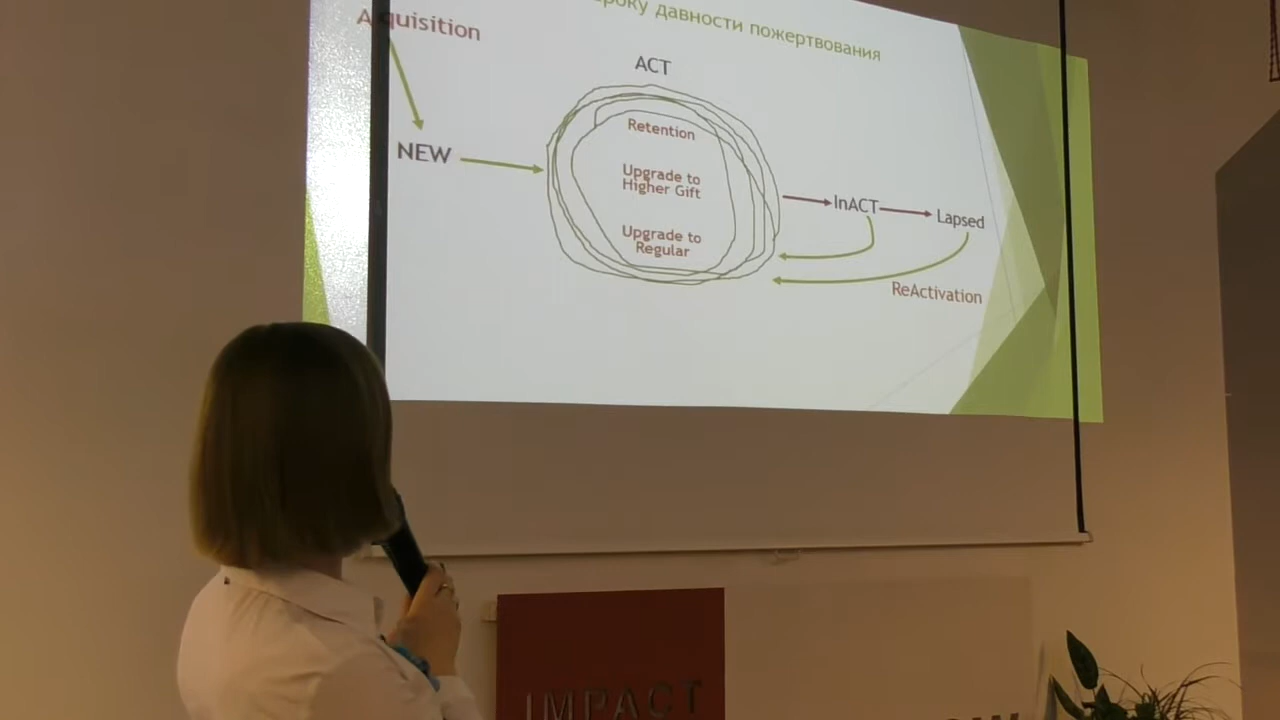 сроку давности пожертвования
Acquisition
ACT
NEW
Retention
Upgrade to
Higher Gift
Upgrade to
Regular
InACT
Lapsed
ReActivation
IMPACT